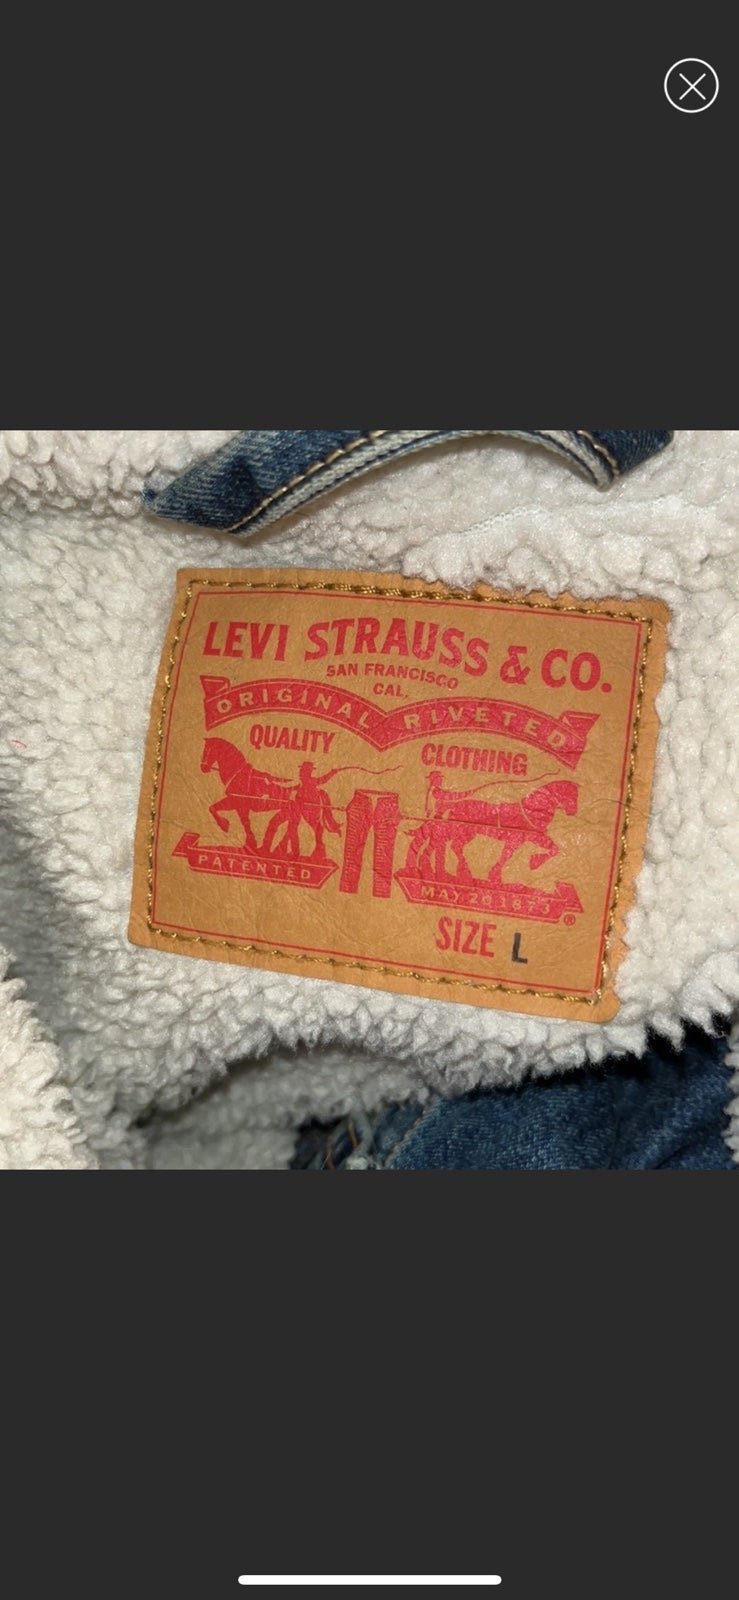 LEVI STRAUSS & CO.
SAN FRANCISCO
CAL.
ORIGINAL RIVETED
QUALITY CLOTHING
PATENTED
MAY 20 1873 ®
SIZE L